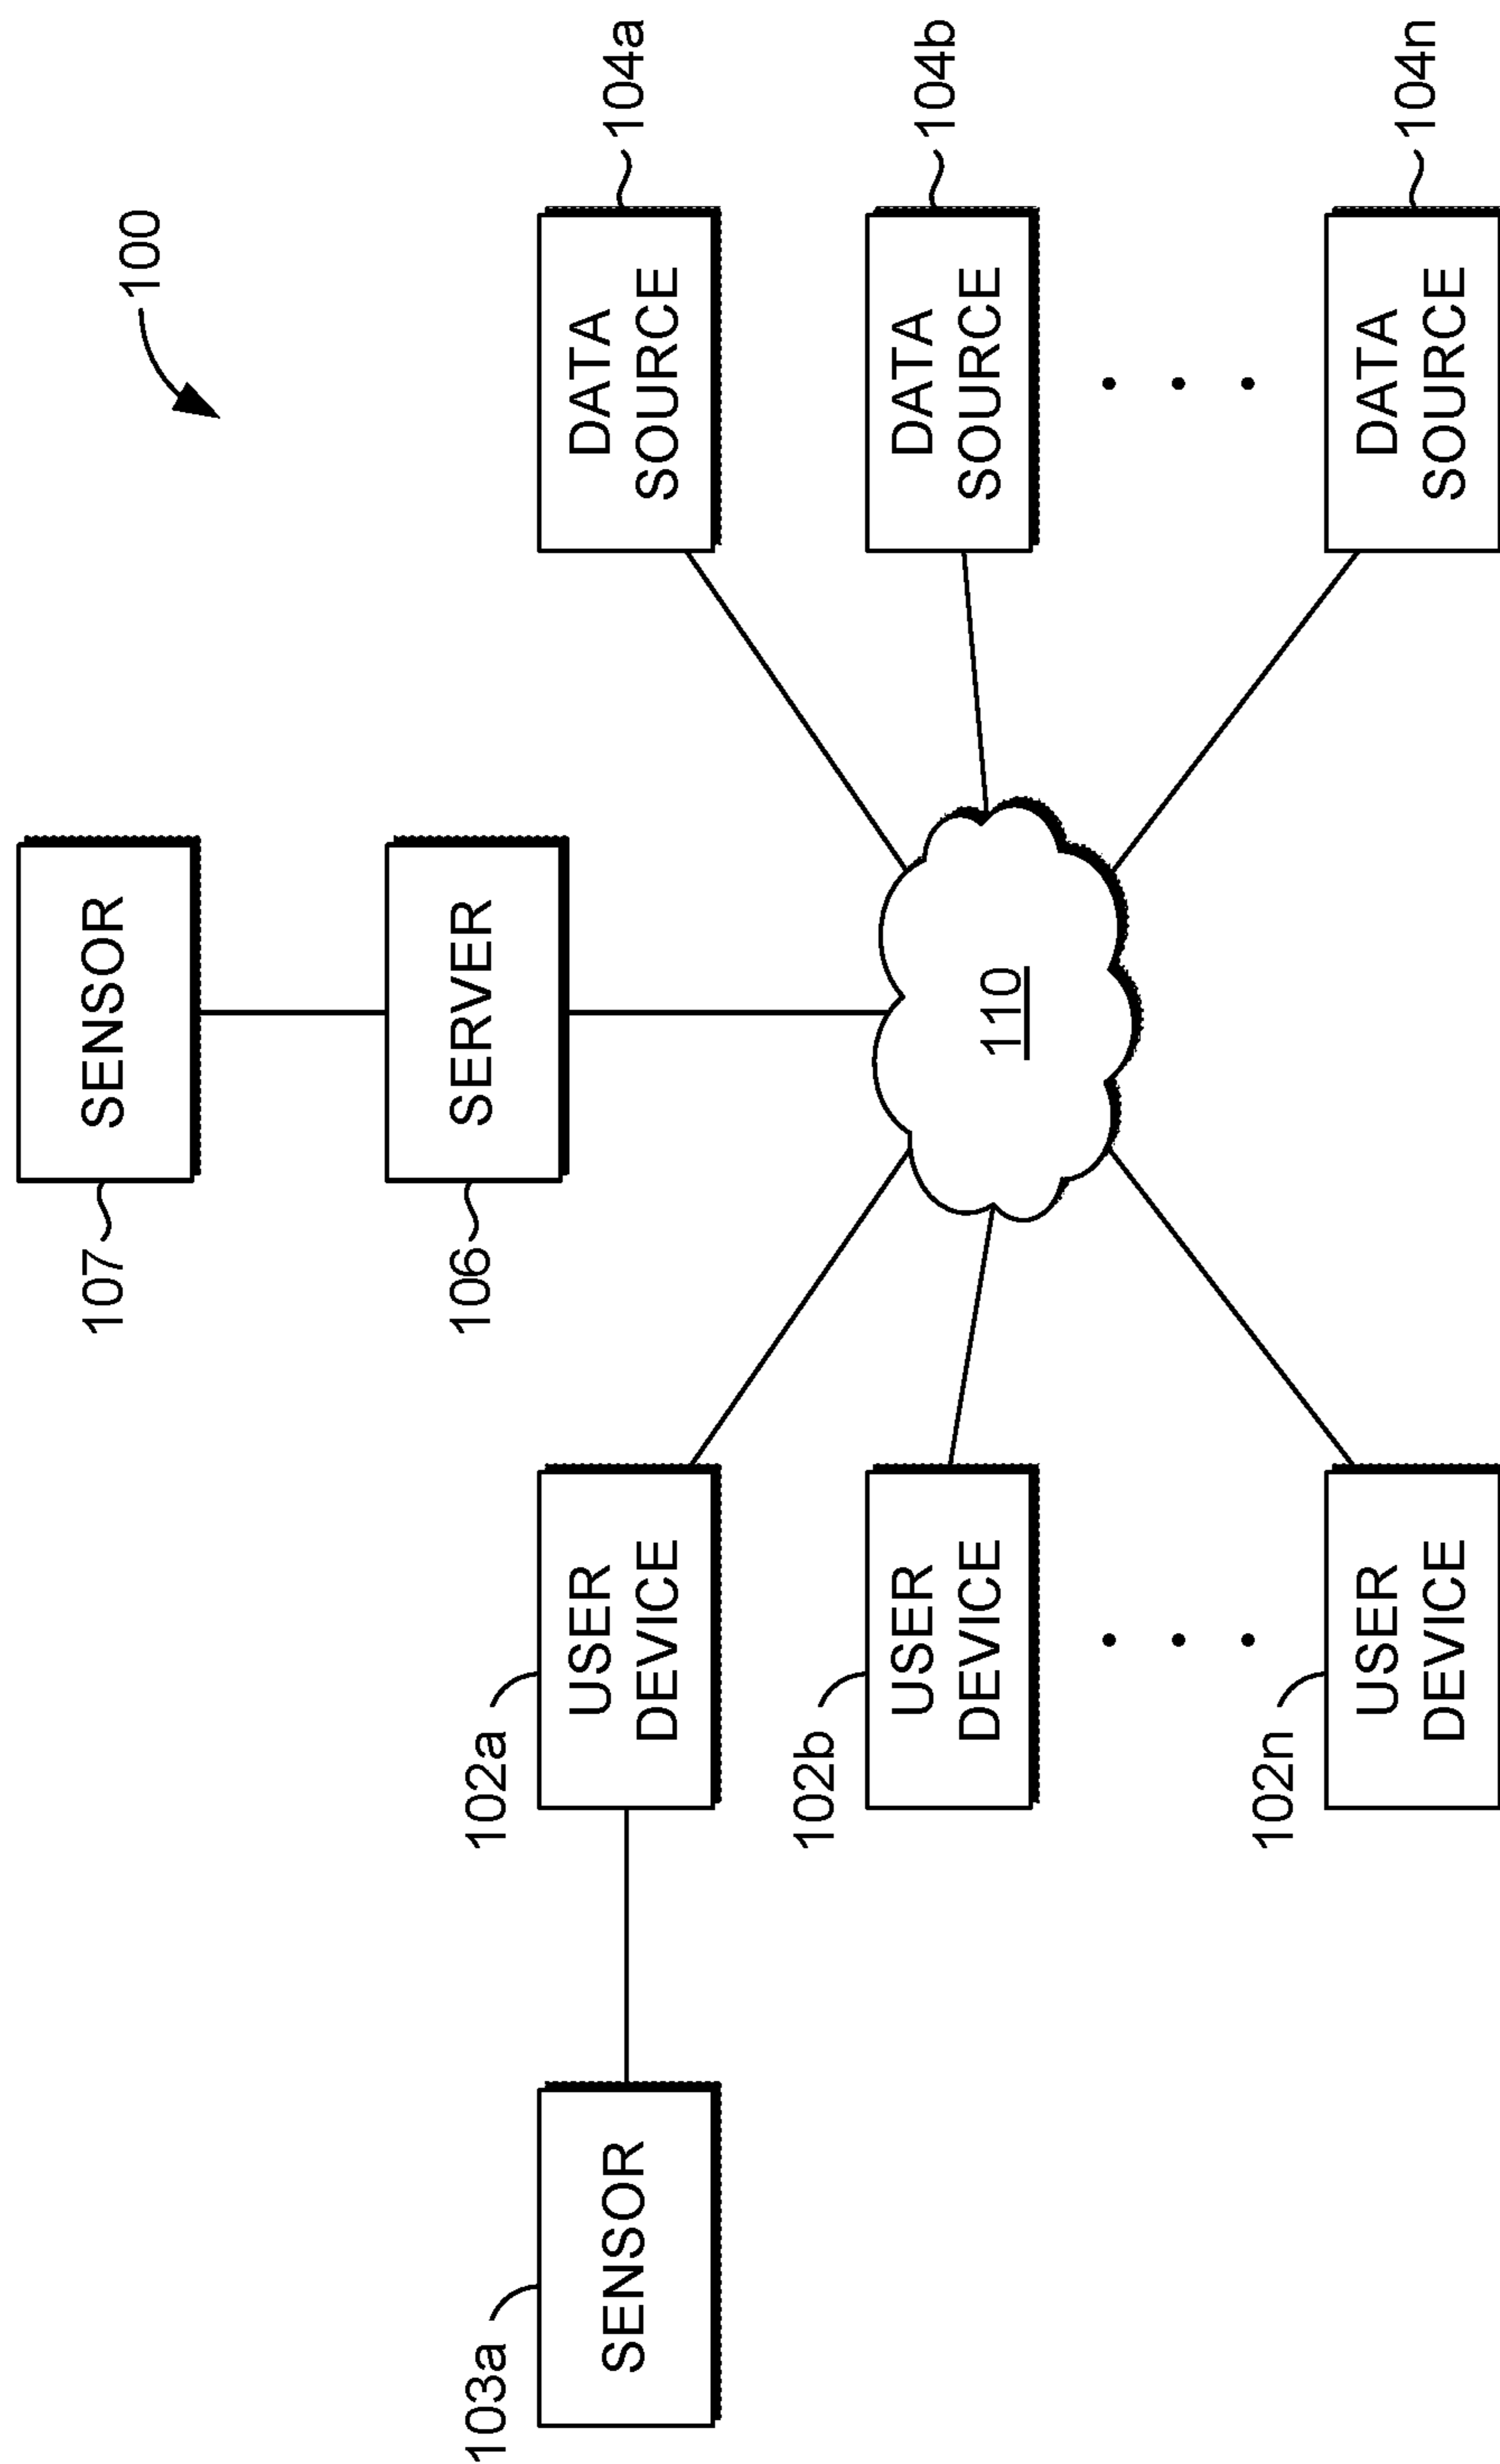 100
SENSOR
107
SERVER
106
103a
SENSOR
102a
USER
DEVICE
DATA
SOURCE
104a
110
102b
USER
DEVICE
DATA
SOURCE
104b
102n
USER
DEVICE
DATA
SOURCE
104n